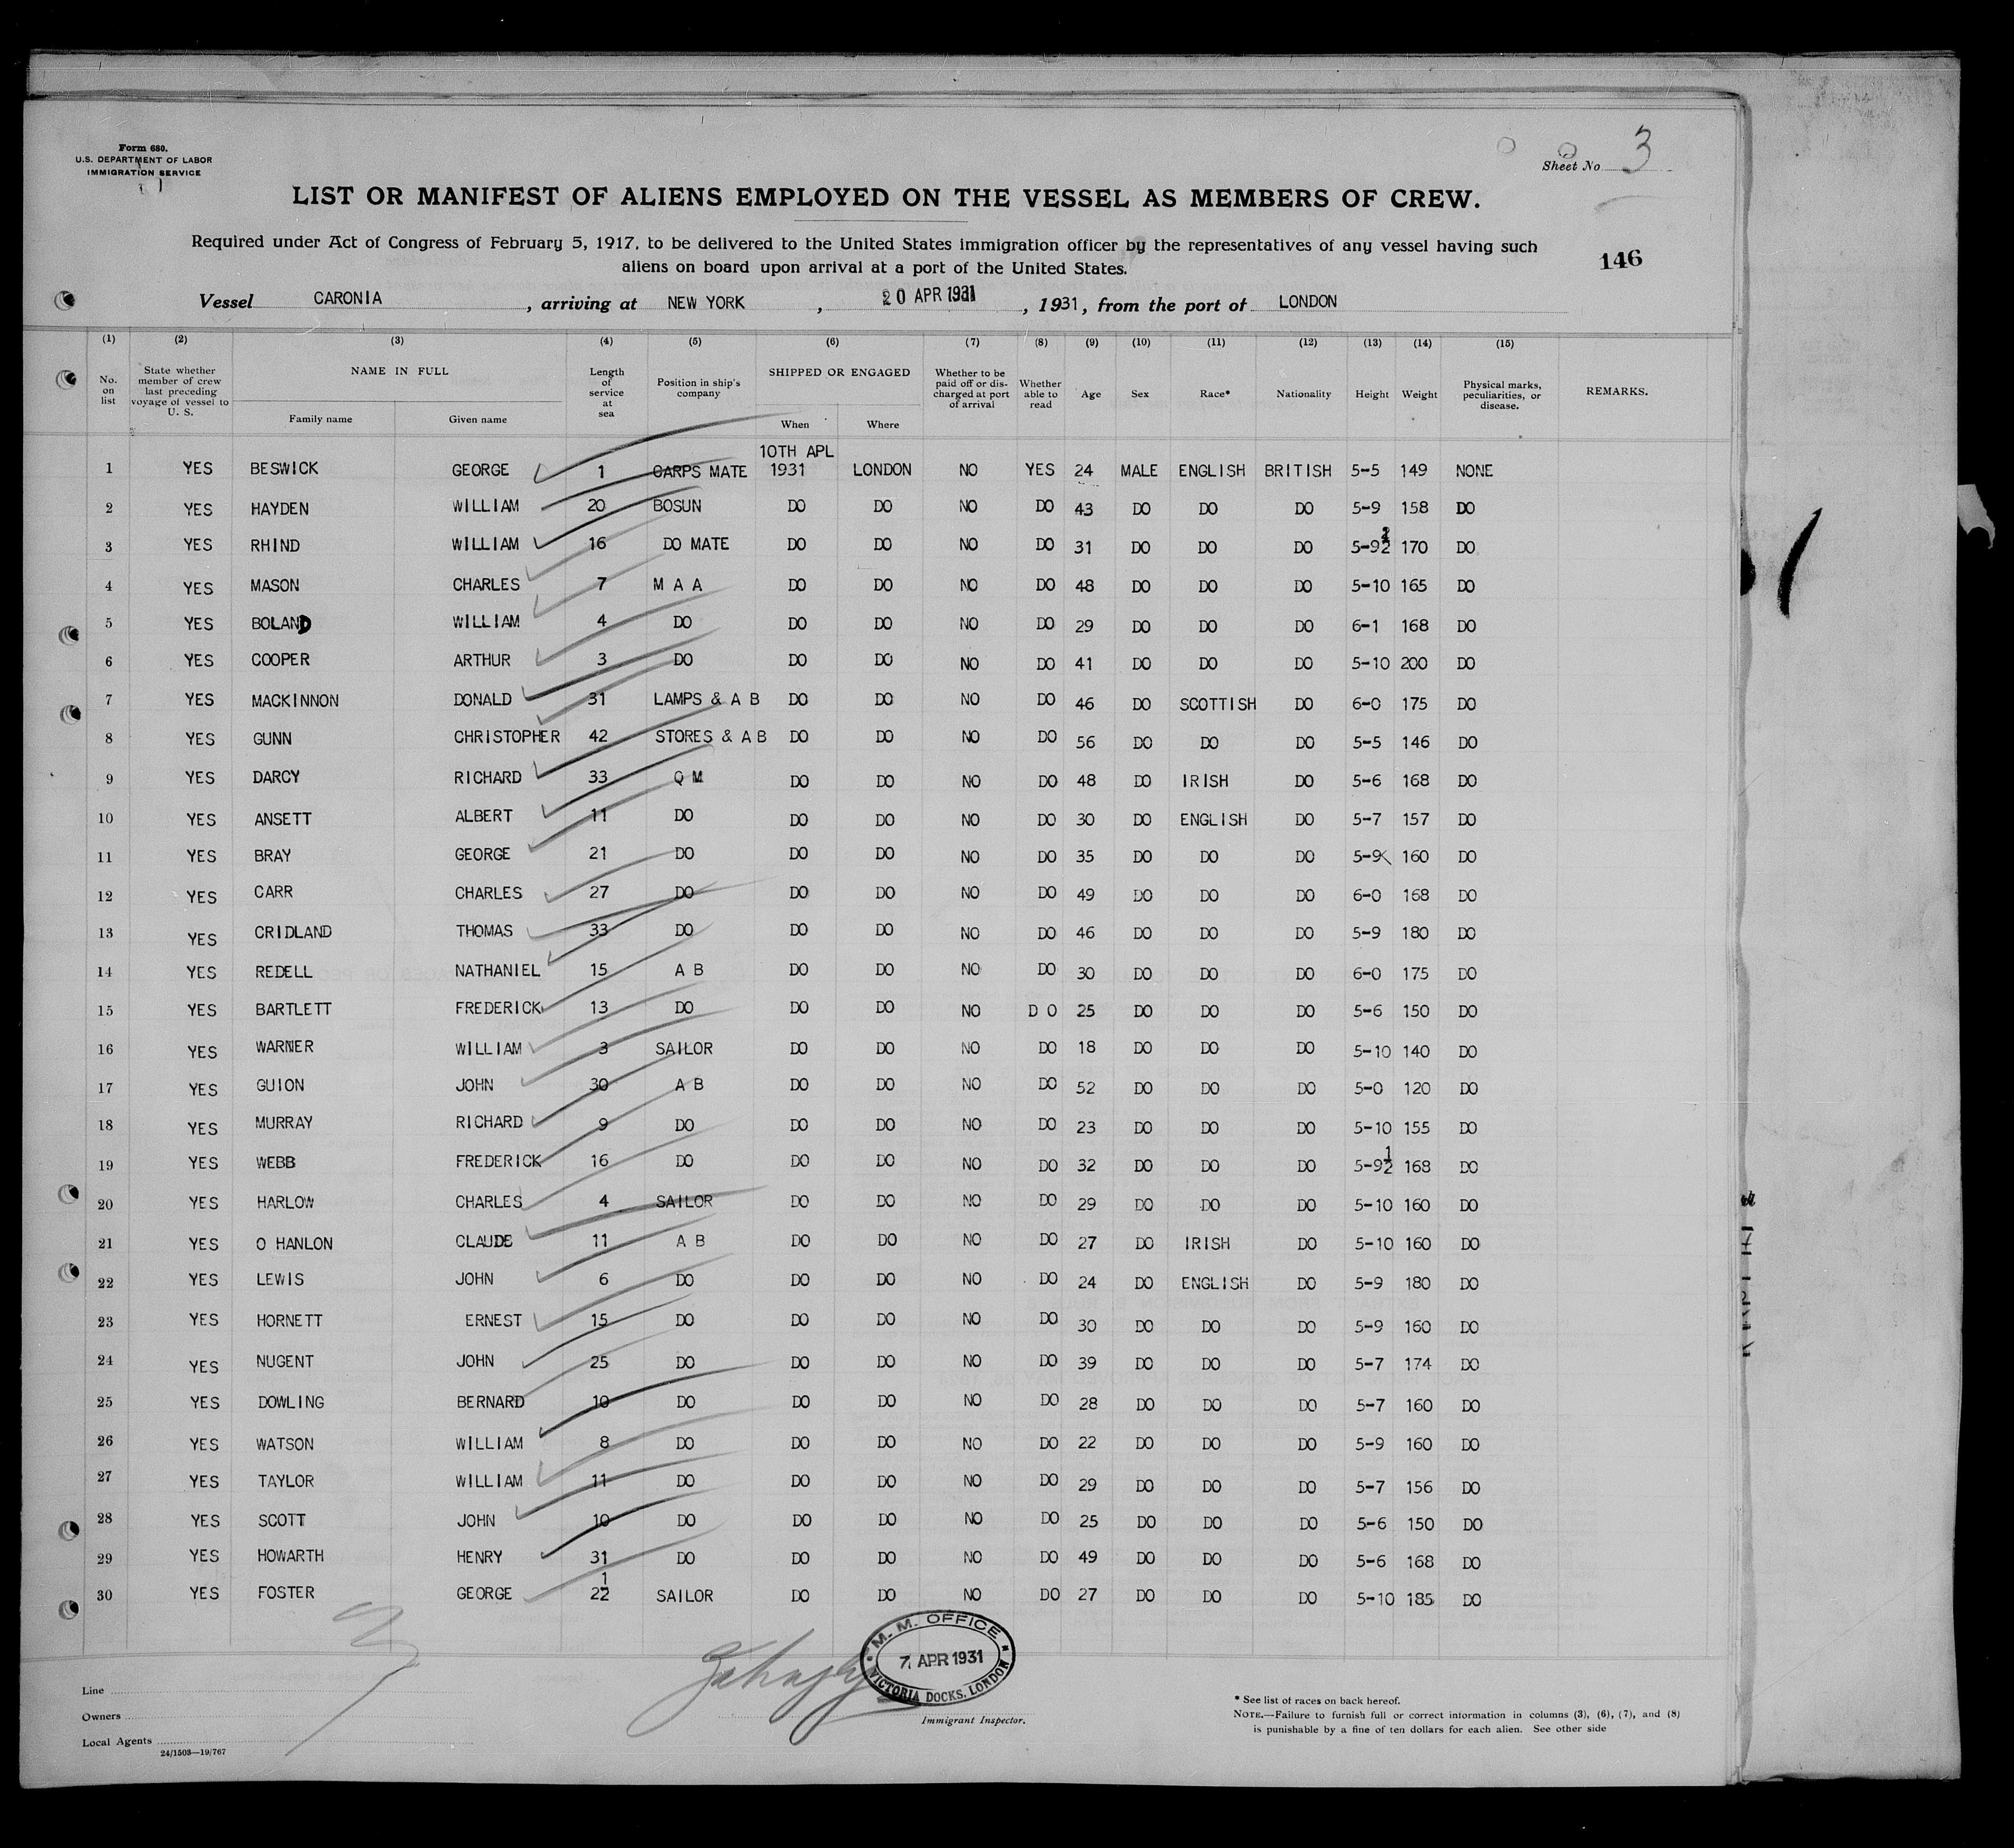 Form 680.
U.S. DEPARTMENT OF LABOR
IMMIGRATION SERVICE
Sheet No 3
LIST OR MANIFEST OF ALIENS EMPLOYED ON THE VESSEL AS MEMBERS OF CREW.
Required under Act of Congress of February 5, 1917, to be delivered to the United States immigration officer by the representatives of any vessel having such
aliens on board upon arrival at a port of the United States.
146
Vessel CARONIA, arriving at NEW YORK, 20 APR 1931, 1931, from the port of LONDON
(1) (2) (3) (4) (5) (6) (7) (8) (9) (10) (11) (12) (13) (14) (15)
No. on list State whether member of crew last preceding voyage of vessel to U. S. NAME IN FULL Family name Given name Length of service at sea Position in ship's company SHIPPED OR ENGAGED When Where Whether to be paid off or discharged at port of arrival Whether able to read Age Sex Race* Nationality Height Weight Physical marks, peculiarities, or disease. REMARKS.
10TH APL
1 YES BESWICK GEORGE 1 CARPS MATE 1931 LONDON NO YES 24 MALE ENGLISH BRITISH 5-5 149 NONE
2 YES HAYDEN WILLIAM 20 BOSUN DO DO NO DO 43 DO DO DO 5-9 158 DO
3 YES RHIND WILLIAM 16 DO MATE DO DO NO DO 31 DO DO DO 5-9½ 170 DO
4 YES MASON CHARLES 7 M A A DO DO NO DO 48 DO DO DO 5-10 165 DO
5 YES BOLAND WILLIAM 4 DO DO DO NO DO 29 DO DO DO 6-1 168 DO
6 YES COOPER ARTHUR 3 DO DO DO NO DO 41 DO DO DO 5-10 200 DO
7 YES MACKINNON DONALD 31 LAMPS & A B DO DO NO DO 46 DO SCOTTISH DO 6-0 175 DO
8 YES GUNN CHRISTOPHER 42 STORES & A B DO DO NO DO 56 DO DO DO 5-5 146 DO
9 YES DARCY RICHARD 33 Q M DO DO NO DO 48 DO IRISH DO 5-6 168 DO
10 YES ANSETT ALBERT 11 DO DO DO NO DO 30 DO ENGLISH DO 5-7 157 DO
11 YES BRAY GEORGE 21 DO DO DO NO DO 35 DO DO DO 5-9 160 DO
12 YES CARR CHARLES 27 DO DO DO NO DO 49 DO DO DO 6-0 168 DO
13 YES CRIDLAND THOMAS 33 DO DO DO NO DO 46 DO DO DO 5-9 180 DO
14 YES REDELL NATHANIEL 15 A B DO DO NO DO 30 DO DO DO 6-0 175 DO
15 YES BARTLETT FREDERICK 13 DO DO DO NO D O 25 DO DO DO 5-6 150 DO
16 YES WARNER WILLIAM 3 SAILOR DO DO NO DO 18 DO DO DO 5-10 140 DO
17 YES GUION JOHN 30 A B DO DO NO DO 52 DO DO DO 5-0 120 DO
18 YES MURRAY RICHARD 9 DO DO DO NO DO 23 DO DO DO 5-10 155 DO
19 YES WEBB FREDERICK 16 DO DO DO NO DO 32 DO DO DO 5-9½ 168 DO
20 YES HARLOW CHARLES 4 SAILOR DO DO NO DO 29 DO DO DO 5-10 160 DO
21 YES O HANLON CLAUDE 11 A B DO DO NO DO 27 DO IRISH DO 5-10 160 DO
22 YES LEWIS JOHN 6 DO DO DO NO DO 24 DO ENGLISH DO 5-9 180 DO
23 YES HORNETT ERNEST 15 DO DO DO NO DO 30 DO DO DO 5-9 160 DO
24 YES NUGENT JOHN 25 DO DO DO NO DO 39 DO DO DO 5-7 174 DO
25 YES DOWLING BERNARD 10 DO DO DO NO DO 28 DO DO DO 5-7 160 DO
26 YES WATSON WILLIAM 8 DO DO DO NO DO 22 DO DO DO 5-9 160 DO
27 YES TAYLOR WILLIAM 11 DO DO DO NO DO 29 DO DO DO 5-7 156 DO
28 YES SCOTT JOHN 10 DO DO DO NO DO 25 DO DO DO 5-6 150 DO
29 YES HOWARTH HENRY 31 DO DO DO NO DO 49 DO DO DO 5-6 168 DO
30 YES FOSTER GEORGE 2½ SAILOR DO DO NO DO 27 DO DO DO 5-10 185 DO
M. M. OFFICE
7 APR 1931
VICTORIA DOCKS, LONDON
Line
Owners
Local Agents
24/1503—19/767
Immigrant Inspector.
* See list of races on back hereof.
NOTE.—Failure to furnish full or correct information in columns (3), (6), (7), and (8)
is punishable by a fine of ten dollars for each alien. See other side